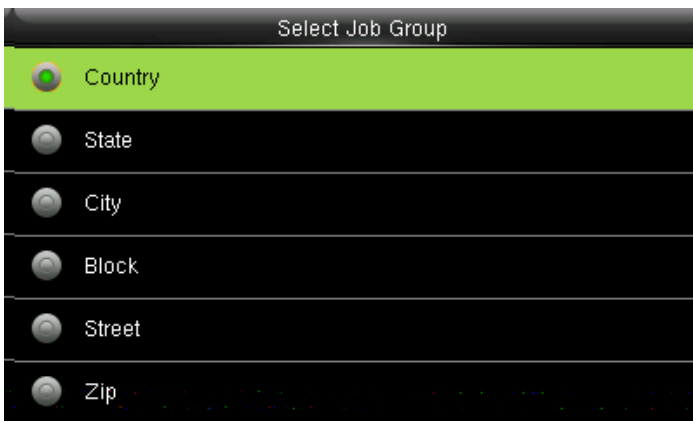 Select Job Group
Country
State
City
Block
Street
Zip